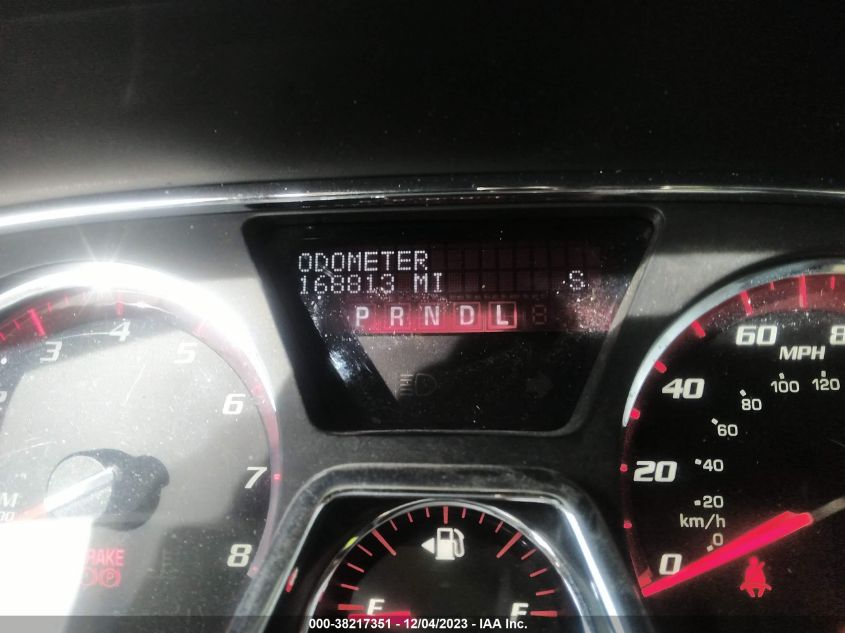 ODOMETER
168813 MI S
P R N D L
3 4 5 6 7 8
BRAKE
P
E F
60 8
MPH
40
20
0
120
100
80
60
40
20
km/h
0
000-38217351 - 12/04/2023 - IAA Inc.